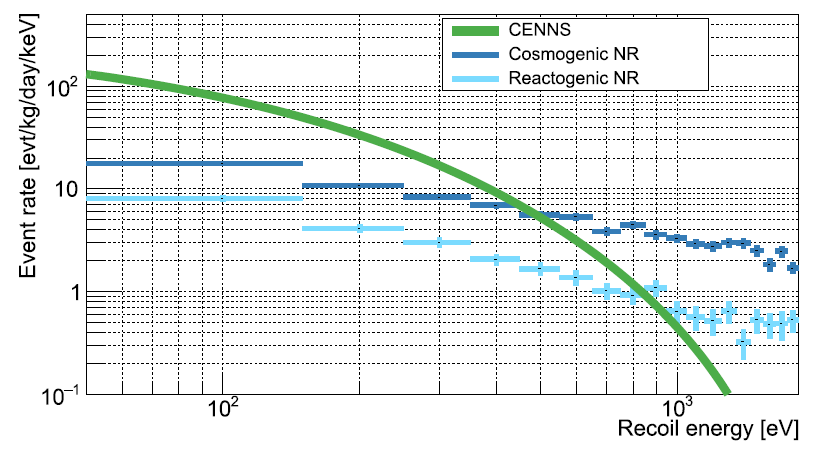 Event rate [evt/kg/day/keV]
CENNS
Cosmogenic NR
Reactogenic NR
10²
10
1
10⁻¹
10²
10³
Recoil energy [eV]